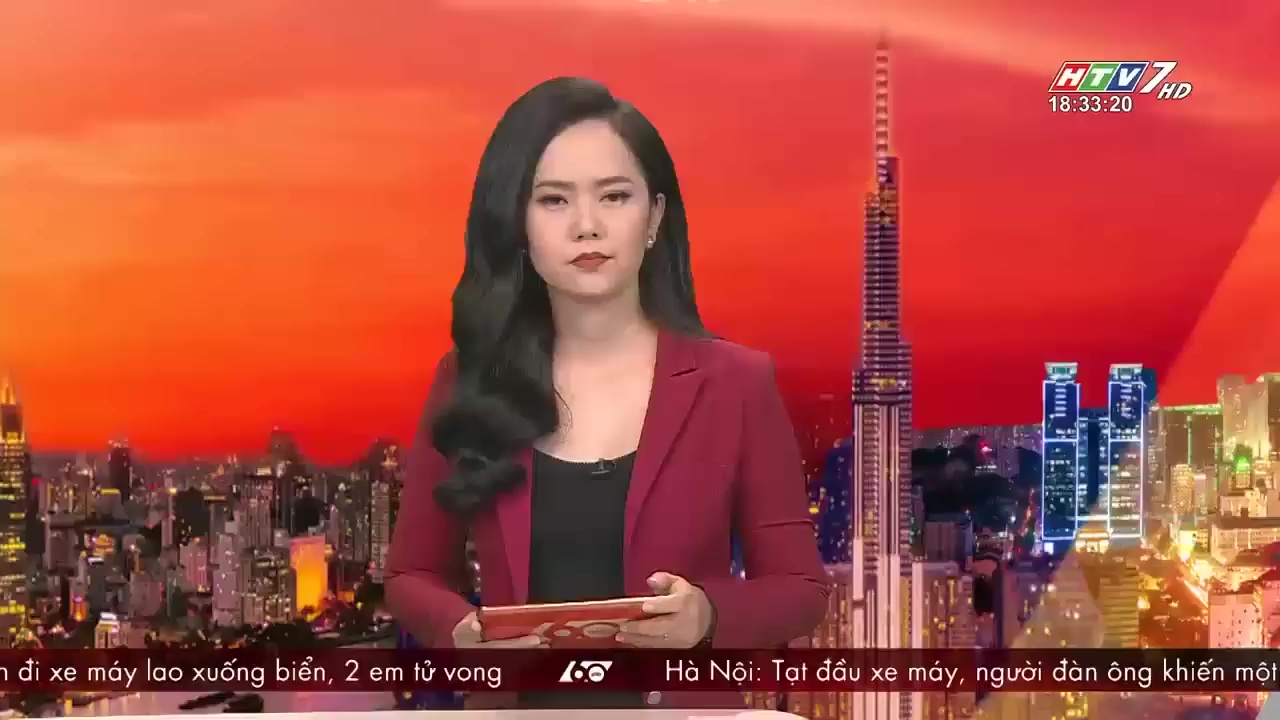 HTV7 HD
18:33:20
đi xe máy lao xuống biển, 2 em tử vong
60
Hà Nội: Tạt đầu xe máy, người đàn ông khiến một